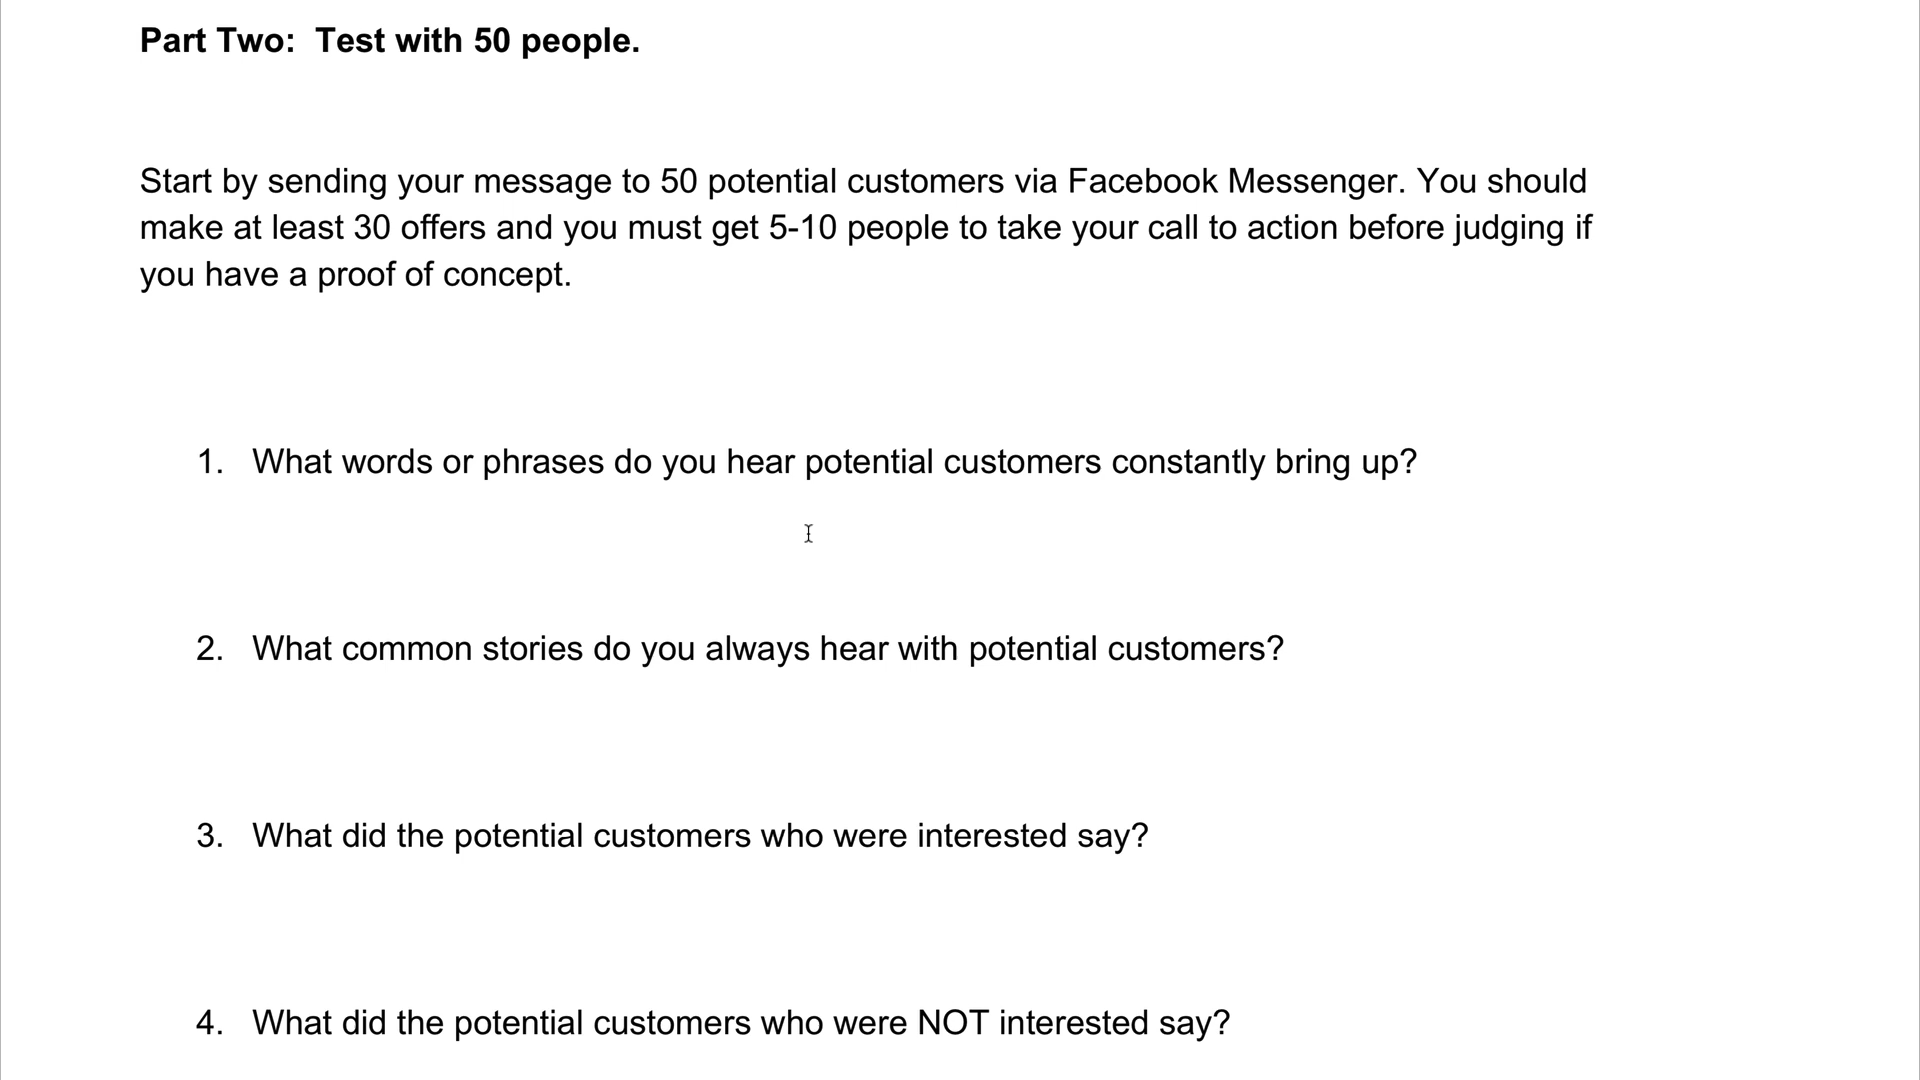 Part Two:  Test with 50 people.
Start by sending your message to 50 potential customers via Facebook Messenger. You should
make at least 30 offers and you must get 5-10 people to take your call to action before judging if
you have a proof of concept.
1. What words or phrases do you hear potential customers constantly bring up?
2. What common stories do you always hear with potential customers?
3. What did the potential customers who were interested say?
4. What did the potential customers who were NOT interested say?